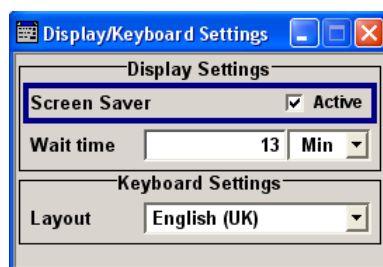 Display/Keyboard Settings
Display Settings
Screen Saver Active
Wait time 13 Min
Keyboard Settings
Layout English (UK)